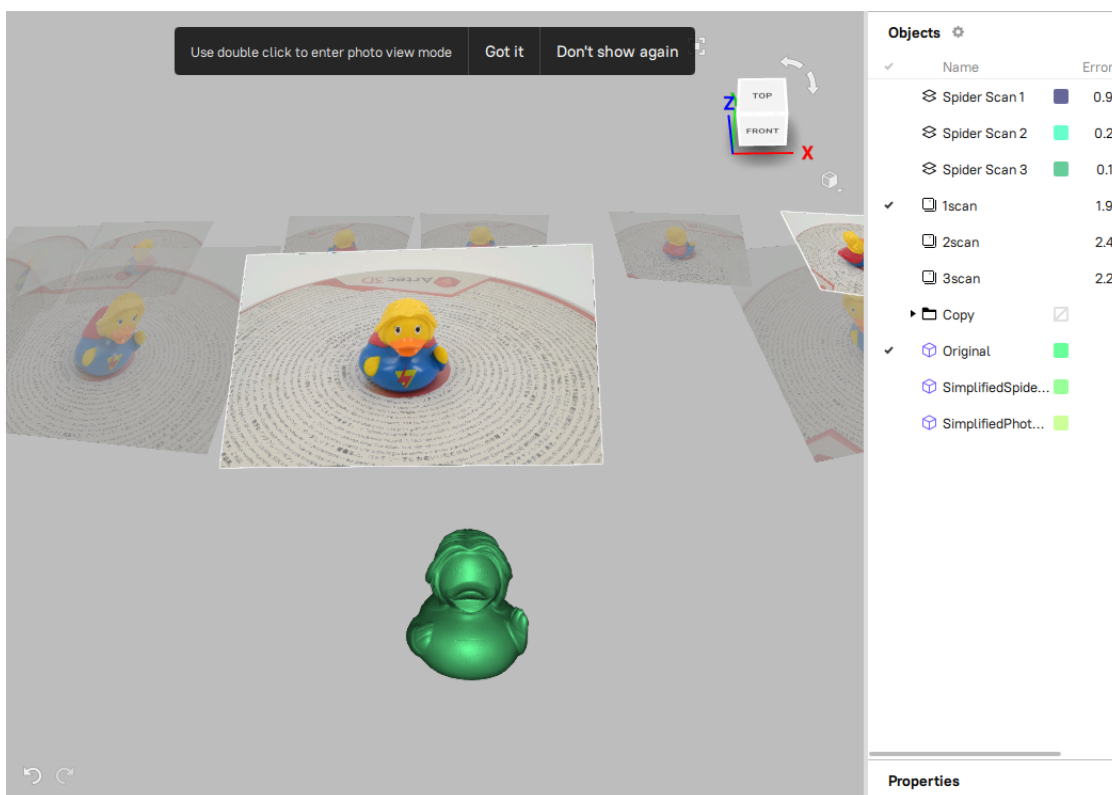 Use double click to enter photo view mode
Got it
Don't show again
Objects
Name
Error
Spider Scan 1
0.9
Spider Scan 2
0.2
Spider Scan 3
0.1
1scan
1.9
2scan
2.4
3scan
2.2
Copy
Original
SimplifiedSpide...
SimplifiedPhot...
TOP
FRONT
Z
X
Artec 3D
Properties